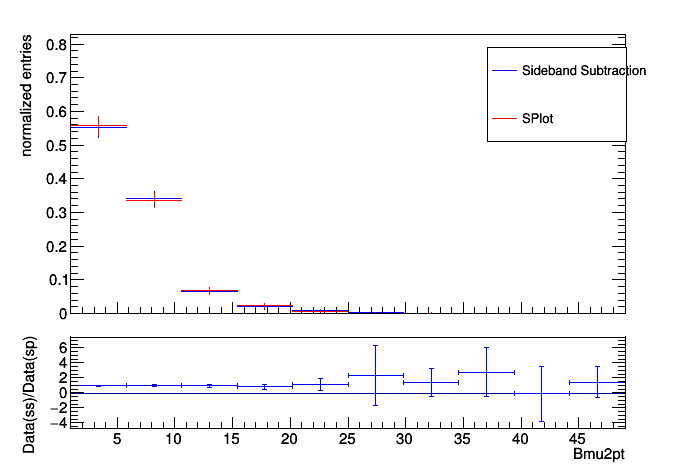 normalized entries
0.8
0.7
0.6
0.5
0.4
0.3
0.2
0.1
0
Sideband Subtraction
SPlot
Data(ss)/Data(sp)
6
4
2
0
−2
−4
5 10 15 20 25 30 35 40 45
Bmu2pt